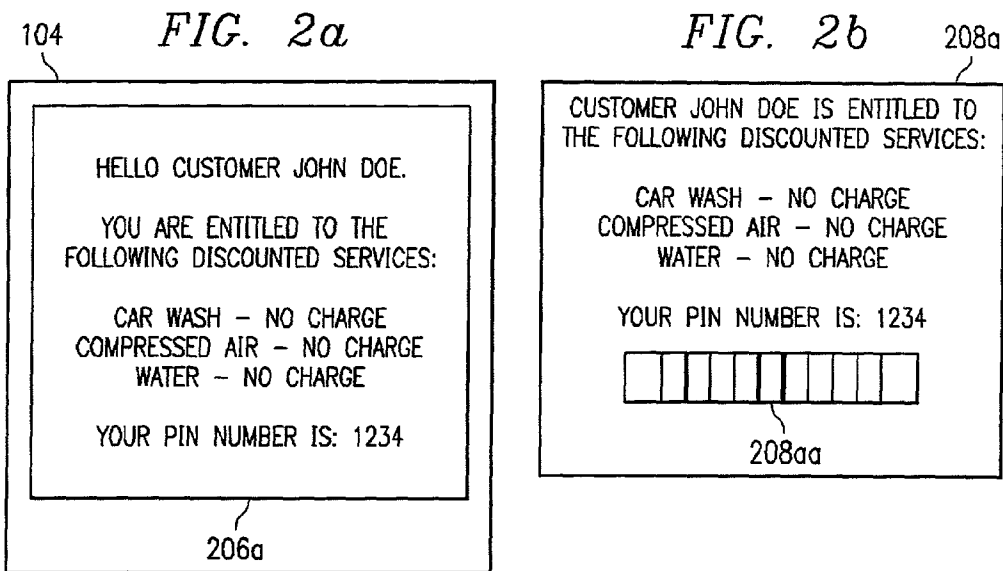 FIG. 2a
104
HELLO CUSTOMER JOHN DOE.
YOU ARE ENTITLED TO THE
FOLLOWING DISCOUNTED SERVICES:
CAR WASH – NO CHARGE
COMPRESSED AIR – NO CHARGE
WATER – NO CHARGE
YOUR PIN NUMBER IS: 1234
206a
FIG. 2b
208a
CUSTOMER JOHN DOE IS ENTITLED TO
THE FOLLOWING DISCOUNTED SERVICES:
CAR WASH – NO CHARGE
COMPRESSED AIR – NO CHARGE
WATER – NO CHARGE
YOUR PIN NUMBER IS: 1234
208aa